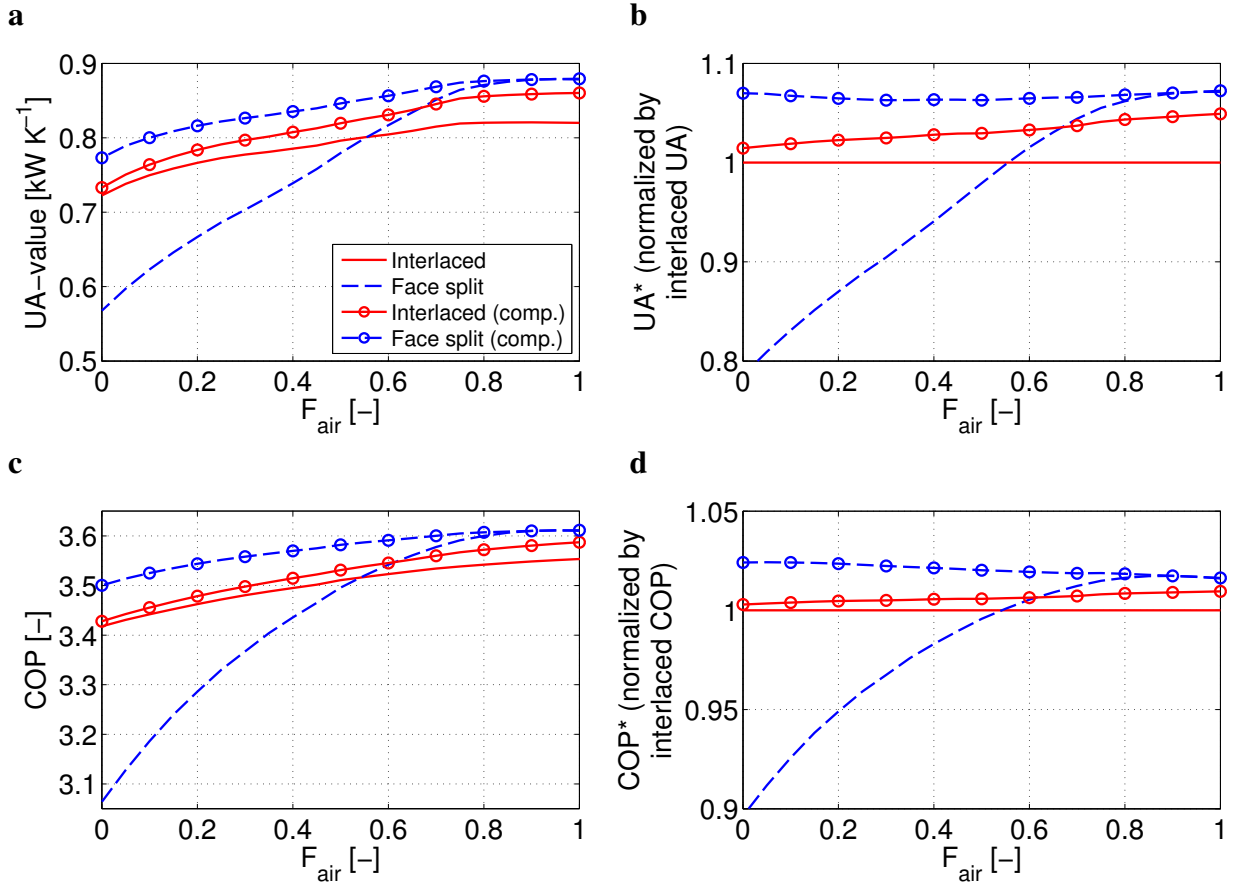 a
UA−value [kW K−1]
0.9
0.8
0.7
0.6
0.5
0
0.2
0.4
0.6
0.8
1
Fair [−]
Interlaced
Face split
Interlaced (comp.)
Face split (comp.)
b
UA* (normalized by
interlaced UA)
1.1
1
0.9
0.8
0
0.2
0.4
0.6
0.8
1
Fair [−]
c
COP [−]
3.6
3.5
3.4
3.3
3.2
3.1
0
0.2
0.4
0.6
0.8
1
Fair [−]
d
COP* (normalized by
interlaced COP)
1.05
1
0.95
0.9
0
0.2
0.4
0.6
0.8
1
Fair [−]